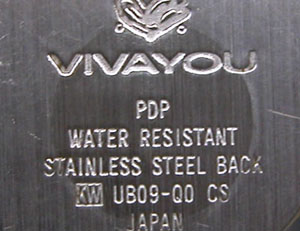 VIVAYOU
PDP
WATER RESISTANT
STAINLESS STEEL BACK
KW UB09-Q0 CS
JAPAN